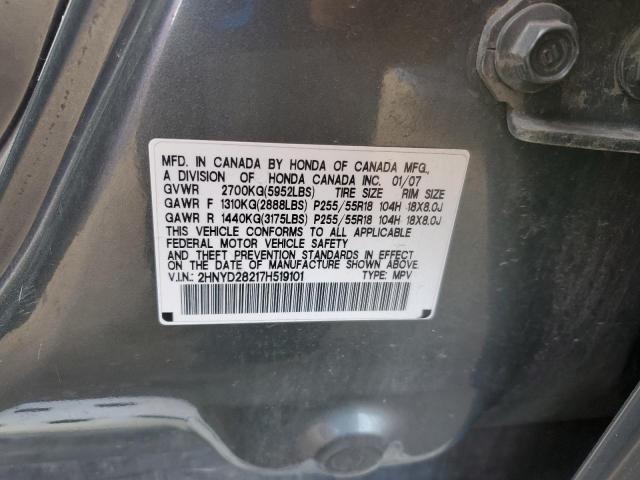 MFD. IN CANADA BY HONDA OF CANADA MFG.,
A DIVISION OF HONDA CANADA INC. 01/07
GVWR 2700KG(5952LBS) TIRE SIZE RIM SIZE
GAWR F 1310KG(2888LBS) P255/55R18 104H 18X8.0J
GAWR R 1440KG(3175LBS) P255/55R18 104H 18X8.0J
THIS VEHICLE CONFORMS TO ALL APPLICABLE
FEDERAL MOTOR VEHICLE SAFETY
AND THEFT PREVENTION STANDARDS IN EFFECT
ON THE DATE OF MANUFACTURE SHOWN ABOVE.
V.I.N.: 2HNYD28217H519101 TYPE: MPV